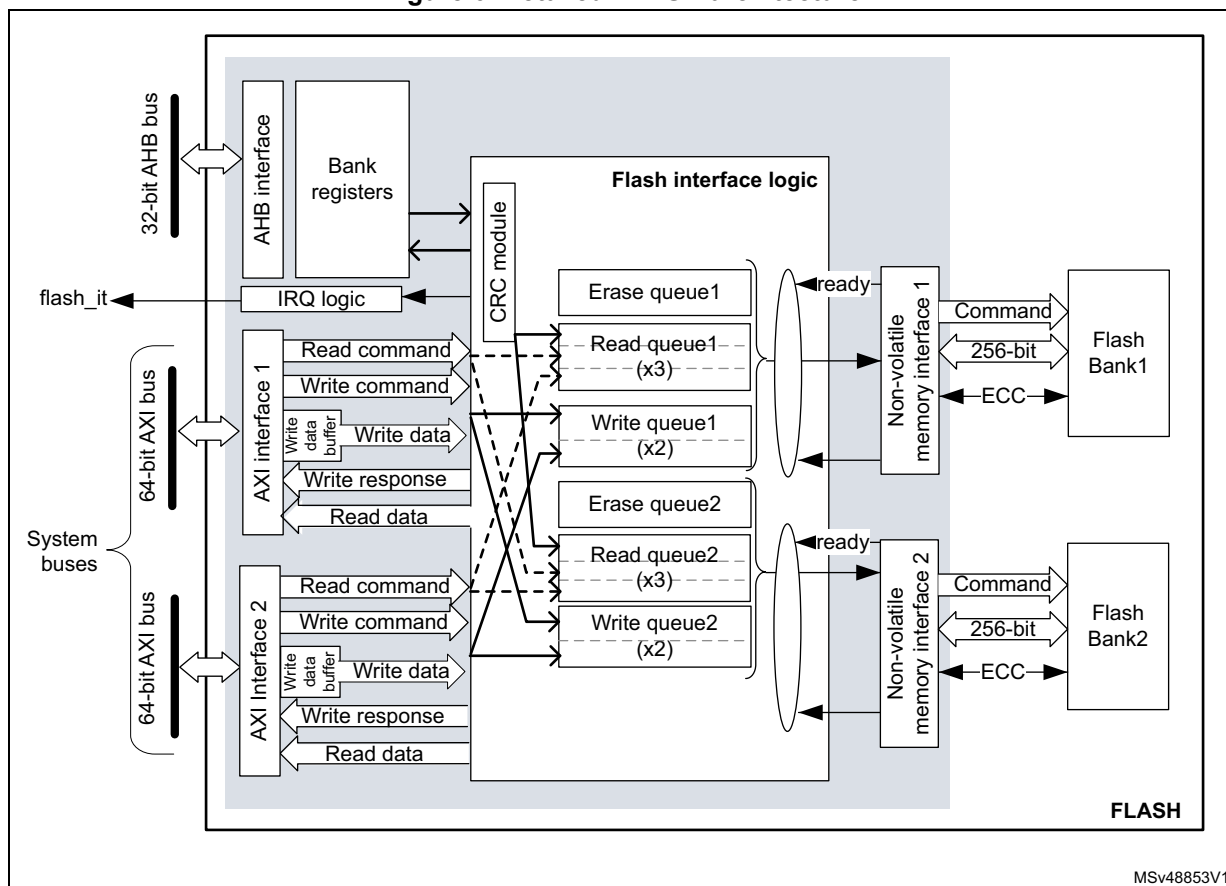 32-bit AHB bus
AHB interface
Bank
registers
Flash interface logic
CRC module
flash_it
IRQ logic
Erase queue1
ready
Read queue1
(x3)
Write queue1
(x2)
Non-volatile
memory interface 1
Command
256-bit
ECC
Flash
Bank1
64-bit AXI bus
AXI interface 1
Read command
Write command
Write
data
buffer
Write data
Write response
Read data
System
buses
Erase queue2
ready
Read queue2
(x3)
Write queue2
(x2)
Non-volatile
memory interface 2
Command
256-bit
ECC
Flash
Bank2
64-bit AXI bus
AXI Interface 2
Read command
Write command
Write
data
buffer
Write data
Write response
Read data
FLASH
MSv48853V1